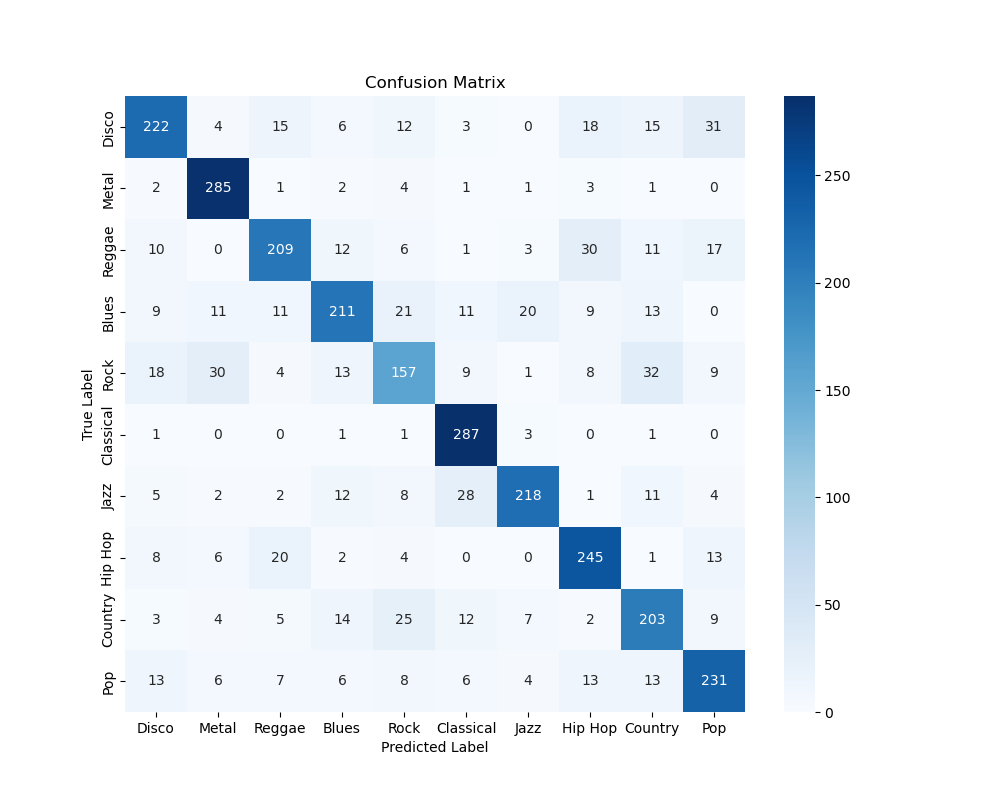 Confusion Matrix
Disco 222 4 15 6 12 3 0 18 15 31
Metal 2 285 1 2 4 1 1 3 1 0
Reggae 10 0 209 12 6 1 3 30 11 17
Blues 9 11 11 211 21 11 20 9 13 0
Rock 18 30 4 13 157 9 1 8 32 9
Classical 1 0 0 1 1 287 3 0 1 0
Jazz 5 2 2 12 8 28 218 1 11 4
Hip Hop 8 6 20 2 4 0 0 245 1 13
Country 3 4 5 14 25 12 7 2 203 9
Pop 13 6 7 6 8 6 4 13 13 231
True Label
Disco Metal Reggae Blues Rock Classical Jazz Hip Hop Country Pop
Predicted Label
250
200
150
100
50
0